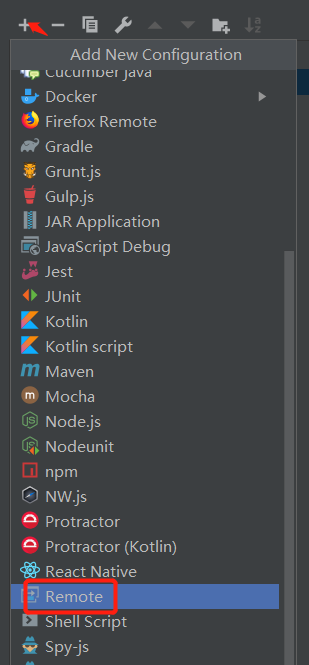 Add New Configuration
Cucumber java
Docker
Firefox Remote
Gradle
Grunt.js
Gulp.js
JAR Application
JavaScript Debug
Jest
JUnit
Kotlin
Kotlin script
Maven
Mocha
Node.js
Nodeunit
npm
NW.js
Protractor
Protractor (Kotlin)
React Native
Remote
Shell Script
Spy-js